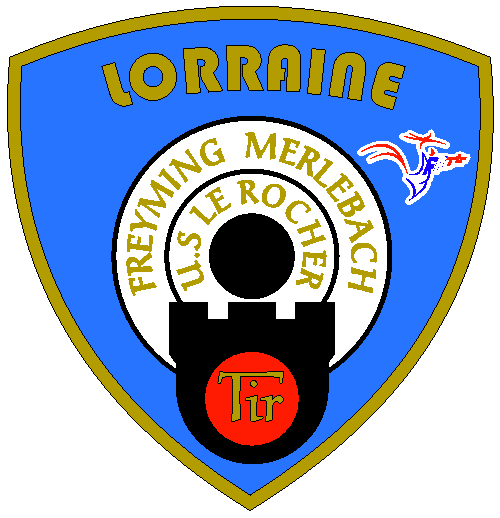 LORRAINE
FREYMING MERLEBACH
U.S LE ROCHER
Tir